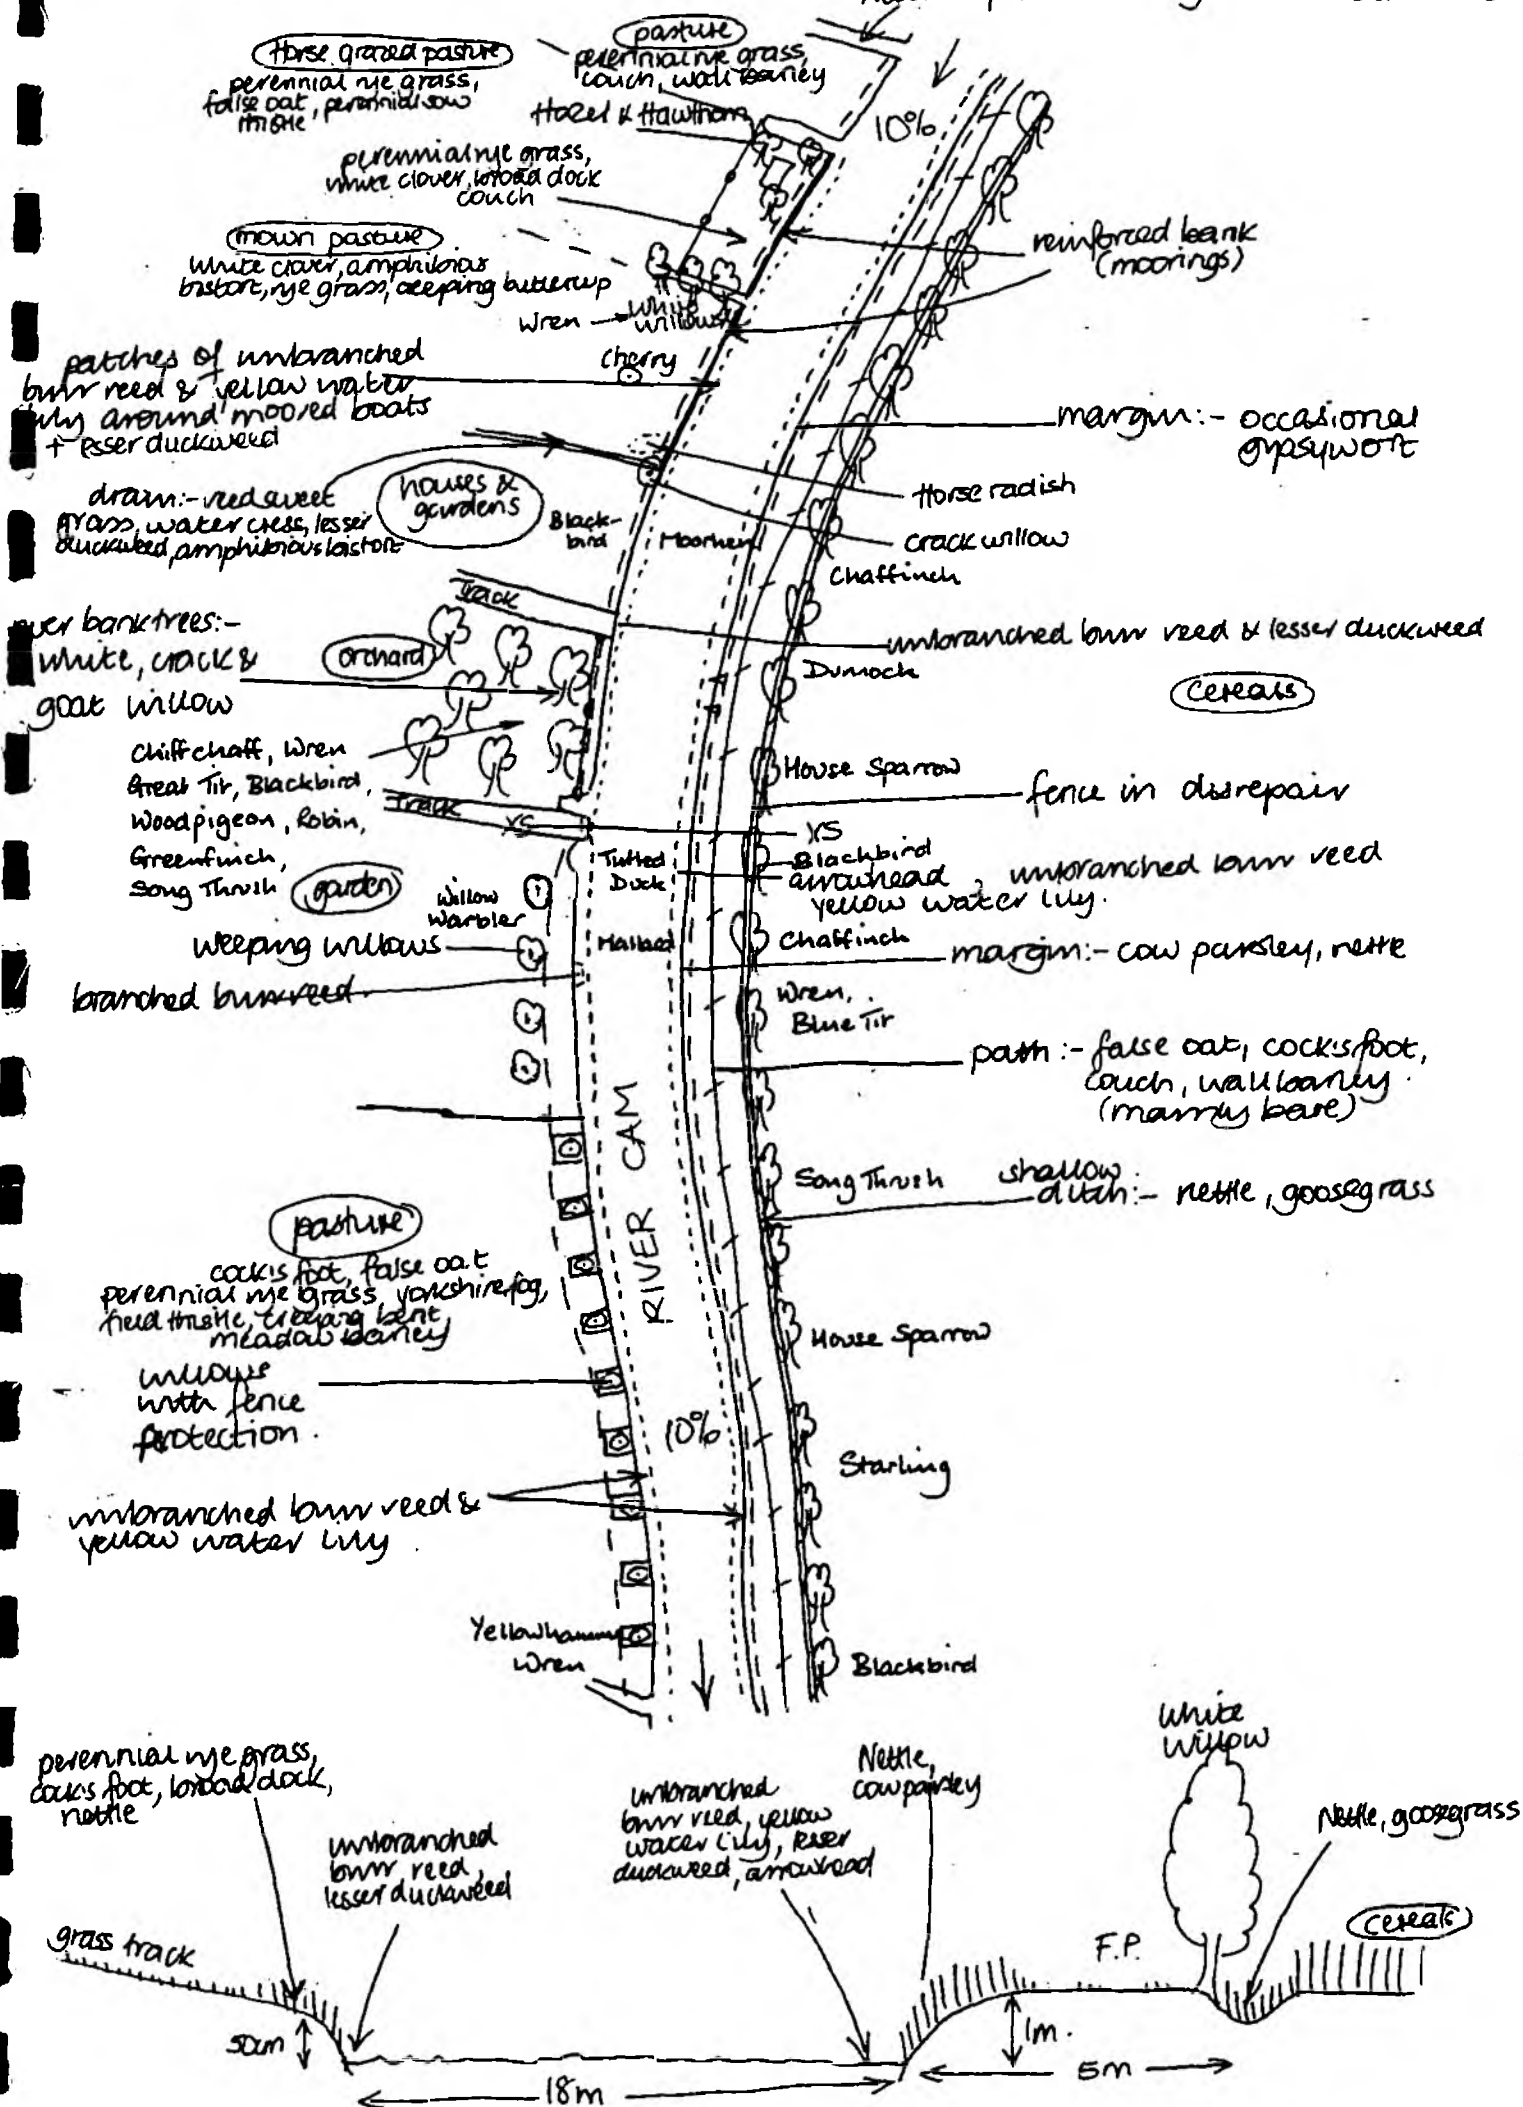 Horse grazed pasture
perennial rye grass,
false oat, perennial sow
thistle
pasture
perennial rye grass,
couch, wall barley
Hazel & Hawthorn
10%
perennial rye grass,
white clover, broad dock
couch
mown pasture
white clover, amphibious
bistort, rye grass, creeping buttercup
Wren
white
willows
reinforced bank
(moorings)
patches of unbranched
burr reed & yellow water
lily around moored boats
+ lesser duckweed
Cherry
margin:- occasional
gypsywort
drain:- reed sweet
grass, water cress, lesser
duckweed, amphibious bistort
houses &
gardens
Black-
bird
Moorhen
Horse radish
crack willow
Chaffinch
Track
unbranched burr reed & lesser duckweed
river bank trees:-
white, crack &
goat willow
orchard
Dunnock
cereals
Chiffchaff, Wren
Great Tit, Blackbird,
Woodpigeon, Robin,
Greenfinch,
Song Thrush
House Sparrow
fence in disrepair
Track
XS
XS
garden
Willow
Warbler
Tufted
Duck
Blackbird
arrowhead, unbranched burr reed
yellow water lily.
weeping willows
Mallard
Chaffinch
margin:- cow parsley, nettle
branched burr reed
Wren,
Blue Tit
path:- false oat, cocksfoot,
couch, wall barley.
(mainly bare)
RIVER CAM
Song Thrush
shallow
ditch:- nettle, goosegrass
pasture
cock's foot, false oat
perennial rye grass, yorkshire fog,
field thistle, creeping bent,
meadow barley
House Sparrow
willows
with fence
protection.
10%
Starling
unbranched burr reed &
yellow water lily
Yellowhammer
Wren
Blackbird
perennial rye grass,
cocks foot, broad dock,
nettle
unbranched
burr reed,
lesser duckweed
unbranched
burr reed, yellow
water lily, lesser
duckweed, arrowhead
Nettle,
cow parsley
White
Willow
Nettle, goosegrass
grass track
F.P.
cereals
50cm
18m
1m.
5m